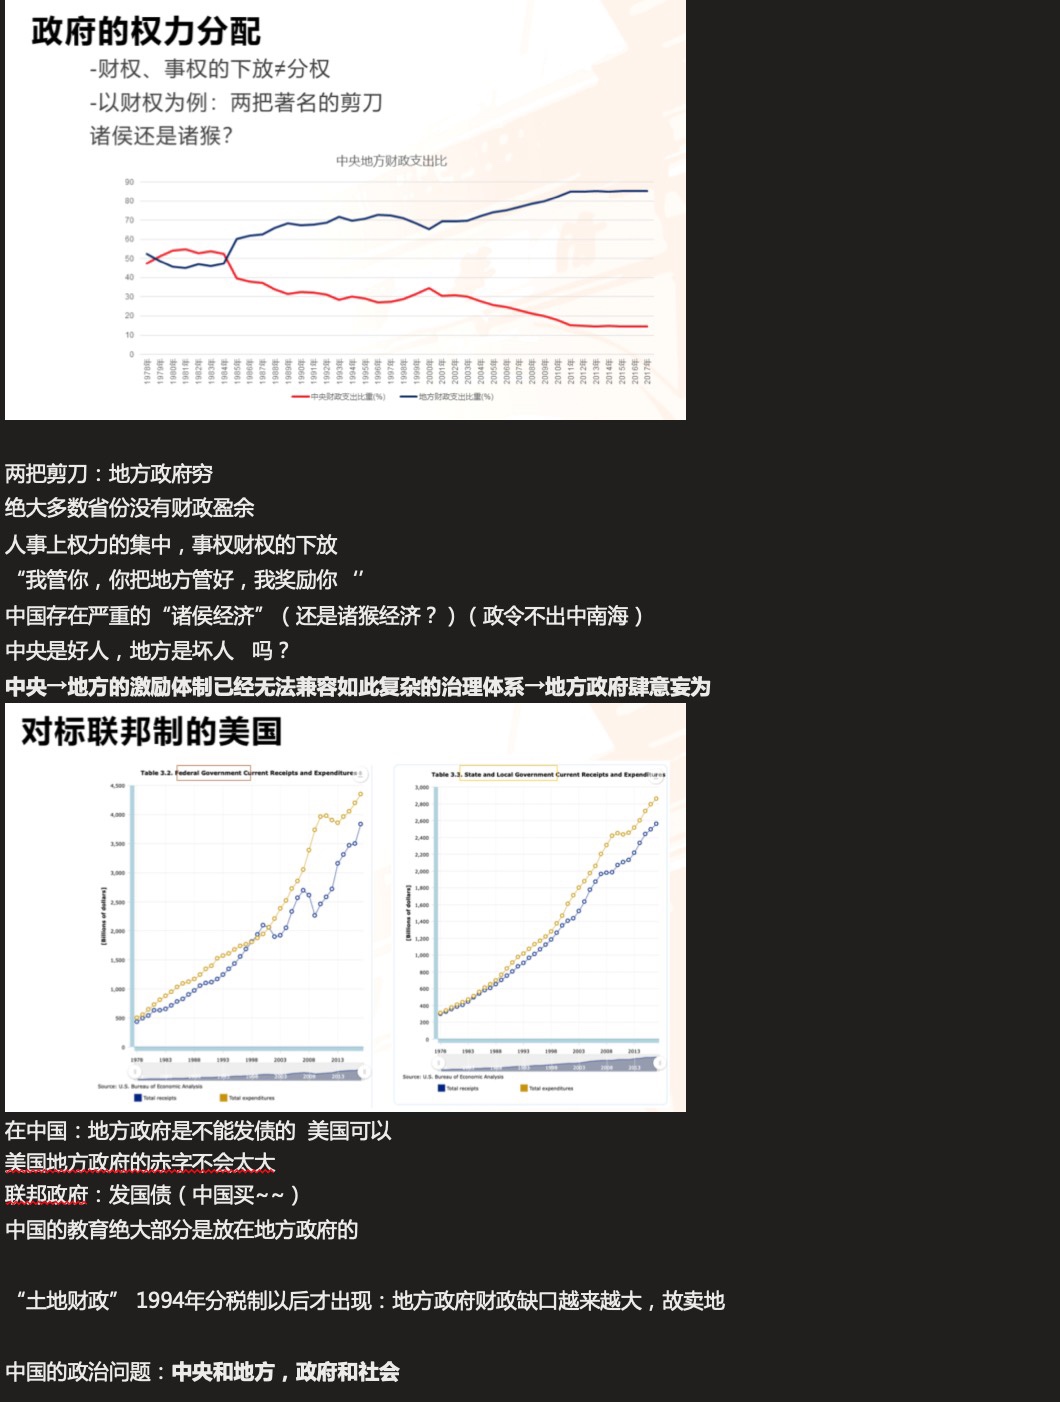 政府的权力分配
-财权、事权的下放≠分权
-以财权为例：两把著名的剪刀
诸侯还是诸猴？
中央地方财政支出比
90
80
70
60
50
40
30
20
10
0
1978年 1979年 1980年 1981年 1982年 1983年 1984年 1985年 1986年 1987年 1988年 1989年 1990年 1991年 1992年 1993年 1994年 1995年 1996年 1997年 1998年 1999年 2000年 2001年 2002年 2003年 2004年 2005年 2006年 2007年 2008年 2009年 2010年 2011年 2012年 2013年 2014年 2015年 2016年 2017年
中央财政支出比重(%) 地方财政支出比重(%)
两把剪刀：地方政府穷
绝大多数省份没有财政盈余
人事上权力的集中，事权财权的下放
“我管你，你把地方管好，我奖励你‘’
中国存在严重的“诸侯经济”（还是诸猴经济？）（政令不出中南海）
中央是好人，地方是坏人 吗？
中央→地方的激励体制已经无法兼容如此复杂的治理体系→地方政府肆意妄为
对标联邦制的美国
Table 3.2. Federal Government Current Receipts and Expenditures
[Billions of dollars]
4,500
4,000
3,500
3,000
2,500
2,000
1,500
1,000
500
0
1978 1983 1988 1993 1998 2003 2008 2013
Source: U.S. Bureau of Economic Analysis
Total receipts Total expenditures
Table 3.3. State and Local Government Current Receipts and Expenditures
[Billions of dollars]
3,000
2,800
2,600
2,400
2,200
2,000
1,800
1,600
1,400
1,200
1,000
800
600
400
200
0
1978 1983 1988 1993 1998 2003 2008 2013
Source: U.S. Bureau of Economic Analysis
Total receipts Total expenditures
在中国：地方政府是不能发债的 美国可以
美国地方政府的赤字不会太大
联邦政府：发国债（中国买~~）
中国的教育绝大部分是放在地方政府的
“土地财政” 1994年分税制以后才出现：地方政府财政缺口越来越大，故卖地
中国的政治问题：中央和地方，政府和社会